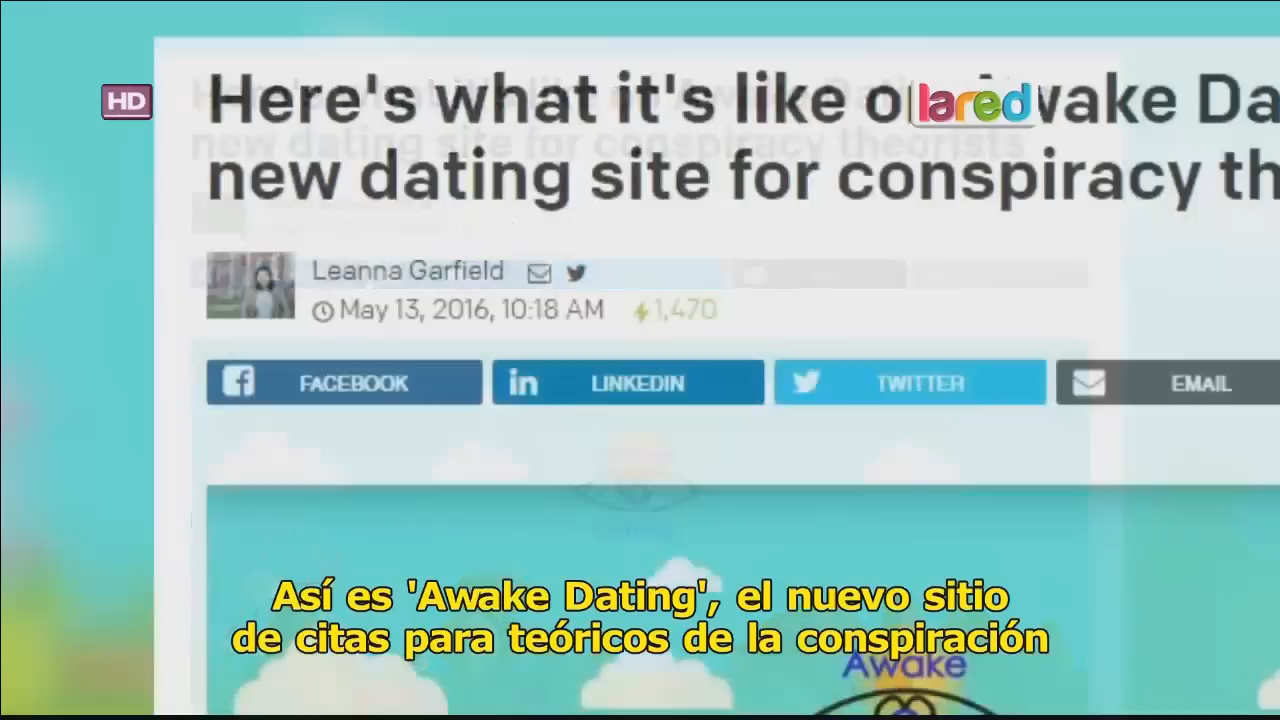 HD
lared
Here's what it's like o wake Da
new dating site for conspiracy th
Leanna Garfield
May 13, 2016, 10:18 AM 1,470
FACEBOOK LINKEDIN TWITTER EMAIL
Así es 'Awake Dating', el nuevo sitio
de citas para teóricos de la conspiración
Awake